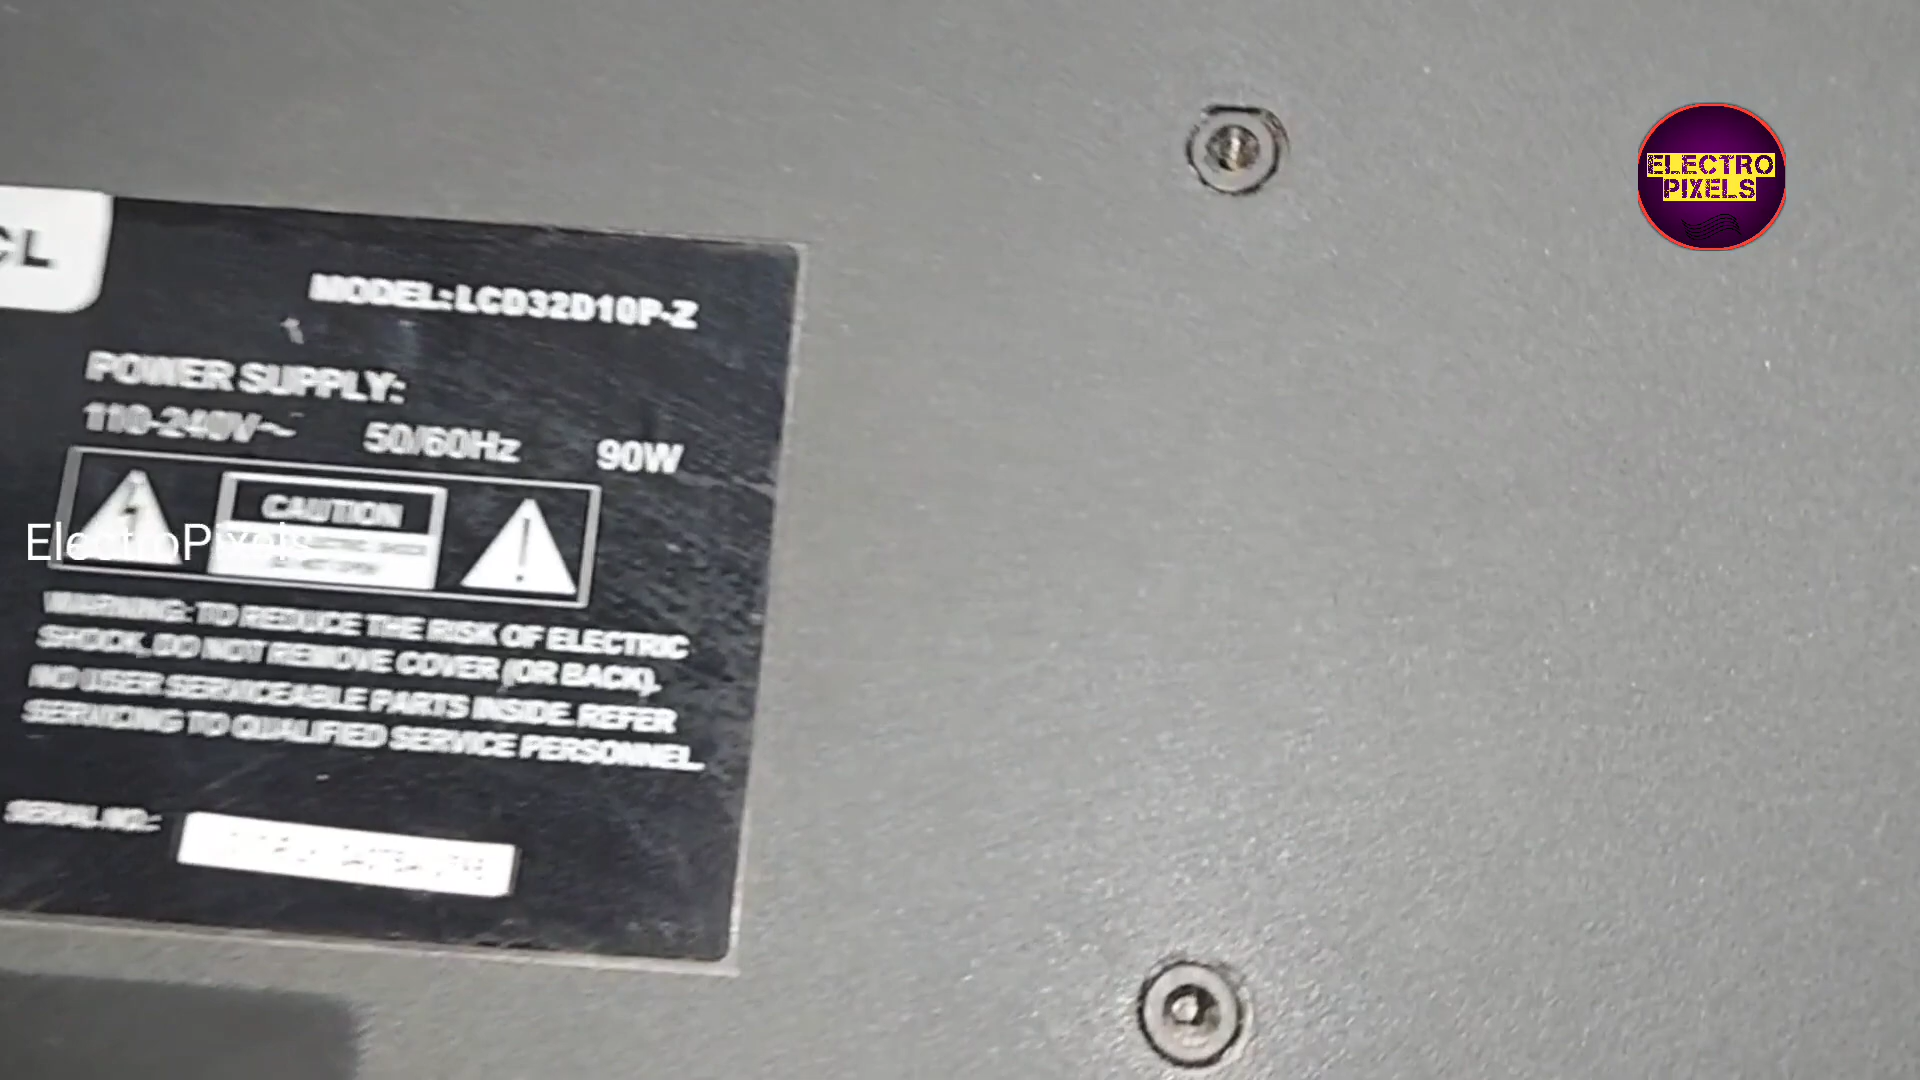 ELECTRO
PIXELS
CL
MODEL: LCD32D10P-Z
POWER SUPPLY:
110-240V~ 50/60Hz 90W
CAUTION
ElectroPixels
WARNING: TO REDUCE THE RISK OF ELECTRIC
SHOCK, DO NOT REMOVE COVER (OR BACK).
NO USER SERVICEABLE PARTS INSIDE. REFER
SERVICING TO QUALIFIED SERVICE PERSONNEL.
SERIAL NO.: